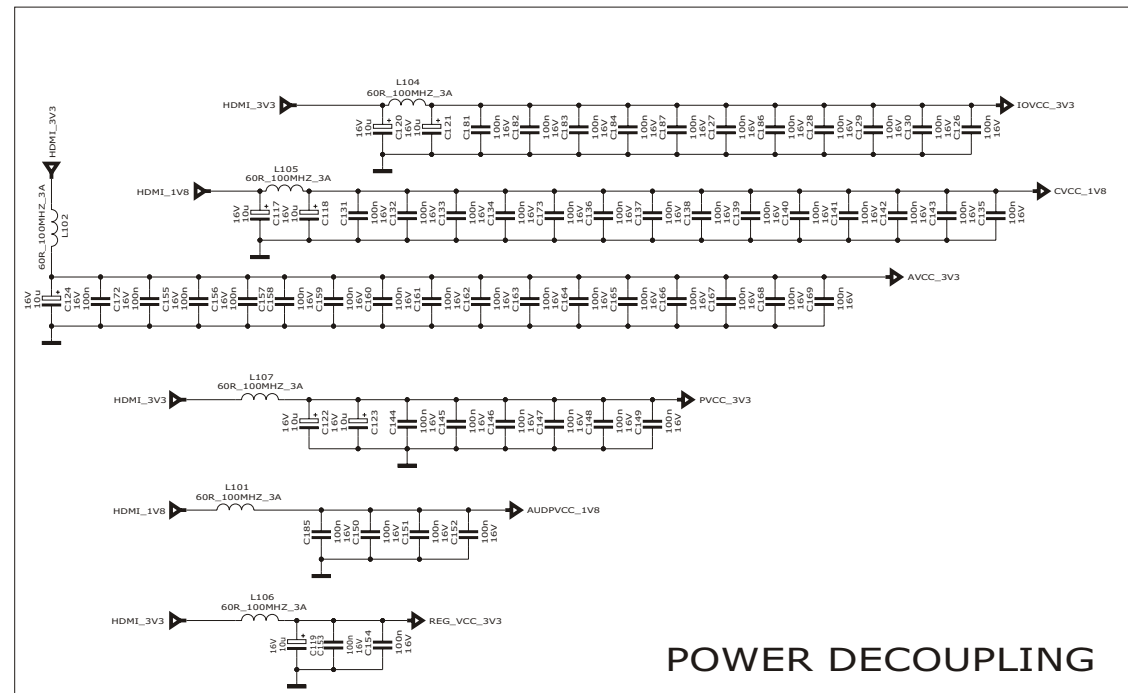 L104
60R_100MHZ_3A
HDMI_3V3
IOVCC_3V3
16V 10u C120 16V 10u C121 C181 100n 16V C182 100n 16V C183 100n 16V C184 100n 16V C187 100n 16V C127 100n 16V C186 100n 16V C128 100n 16V C129 100n 16V C130 100n 16V C126 100n 16V
HDMI_3V3
L105
60R_100MHZ_3A
HDMI_1V8
CVCC_1V8
16V 10u C117 16V 10u C118 C131 100n 16V C132 100n 16V C133 100n 16V C134 100n 16V C173 100n 16V C136 100n 16V C137 100n 16V C138 100n 16V C139 100n 16V C140 100n 16V C141 100n 16V C142 100n 16V C143 100n 16V C135 100n 16V
60R_100MHZ_3A
L102
AVCC_3V3
16V 10u C124 16V 100n C172 16V 100n C155 16V 100n C156 16V 100n C157 16V 100n C158 100n 16V C159 100n 16V C160 100n 16V C161 100n 16V C162 100n 16V C163 100n 16V C164 100n 16V C165 100n 16V C166 100n 16V C167 100n 16V C168 100n 16V C169 100n 16V
L107
60R_100MHZ_3A
HDMI_3V3
PVCC_3V3
16V 10u C122 16V 10u C123 C144 100n 16V C145 100n 16V C146 100n 16V C147 100n 16V C148 100n 16V C149 100n 16V
L101
60R_100MHZ_3A
HDMI_1V8
AUDPVCC_1V8
C185 100n 16V C150 100n 16V C151 100n 16V C152 100n 16V
L106
60R_100MHZ_3A
HDMI_3V3
REG_VCC_3V3
16V 10u C119 C153 100n 16V C154 100n 16V
POWER DECOUPLING